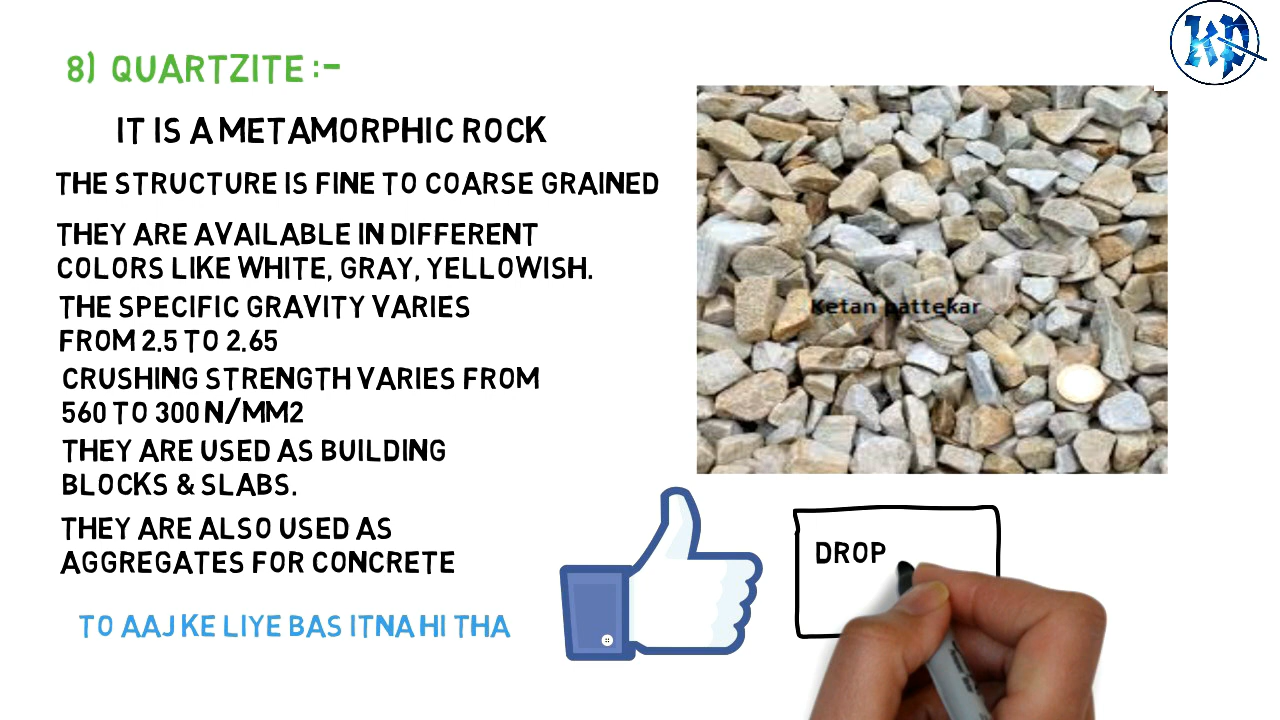 8) QUARTZITE :-
IT IS A METAMORPHIC ROCK
THE STRUCTURE IS FINE TO COARSE GRAINED
THEY ARE AVAILABLE IN DIFFERENT
COLORS LIKE WHITE, GRAY, YELLOWISH.
THE SPECIFIC GRAVITY VARIES
FROM 2.5 TO 2.65
CRUSHING STRENGTH VARIES FROM
560 TO 300 N/MM2
THEY ARE USED AS BUILDING
BLOCKS & SLABS.
THEY ARE ALSO USED AS
AGGREGATES FOR CONCRETE
TO AAJ KE LIYE BAS ITNA HI THA
KP
Ketan pattekar
DROP